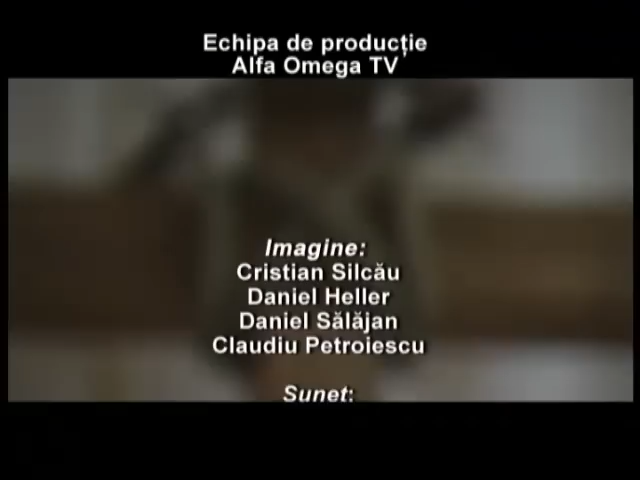 Echipa de producție
Alfa Omega TV
Imagine:
Cristian Silcău
Daniel Heller
Daniel Sălăjan
Claudiu Petroiescu
Sunet: